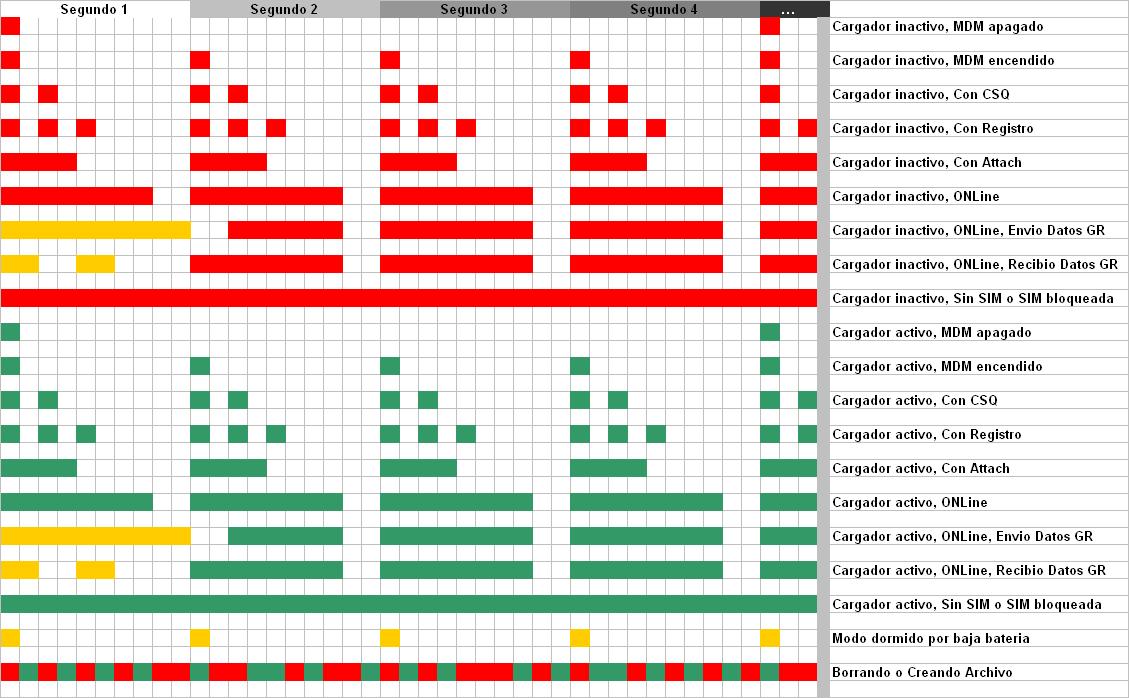 Segundo 1 Segundo 2 Segundo 3 Segundo 4 ...
Cargador inactivo, MDM apagado
Cargador inactivo, MDM encendido
Cargador inactivo, Con CSQ
Cargador inactivo, Con Registro
Cargador inactivo, Con Attach
Cargador inactivo, ONLine
Cargador inactivo, ONLine, Envio Datos GR
Cargador inactivo, ONLine, Recibio Datos GR
Cargador inactivo, Sin SIM o SIM bloqueada
Cargador activo, MDM apagado
Cargador activo, MDM encendido
Cargador activo, Con CSQ
Cargador activo, Con Registro
Cargador activo, Con Attach
Cargador activo, ONLine
Cargador activo, ONLine, Envio Datos GR
Cargador activo, ONLine, Recibio Datos GR
Cargador activo, Sin SIM o SIM bloqueada
Modo dormido por baja bateria
Borrando o Creando Archivo